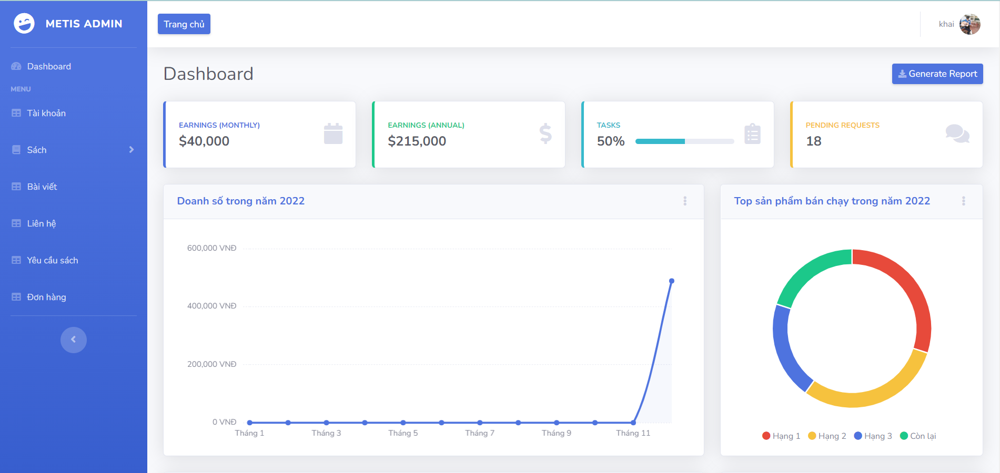 METIS ADMIN
Dashboard
MENU
Tài khoản
Sách
Bài viết
Liên hệ
Yêu cầu sách
Đơn hàng
Trang chủ
khai
Dashboard
Generate Report
EARNINGS (MONTHLY)
$40,000
EARNINGS (ANNUAL)
$215,000
TASKS
50%
PENDING REQUESTS
18
Doanh số trong năm 2022
600,000 VNĐ
400,000 VNĐ
200,000 VNĐ
0 VNĐ
Tháng 1 Tháng 3 Tháng 5 Tháng 7 Tháng 9 Tháng 11
Top sản phẩm bán chạy trong năm 2022
Hạng 1 Hạng 2 Hạng 3 Còn lại